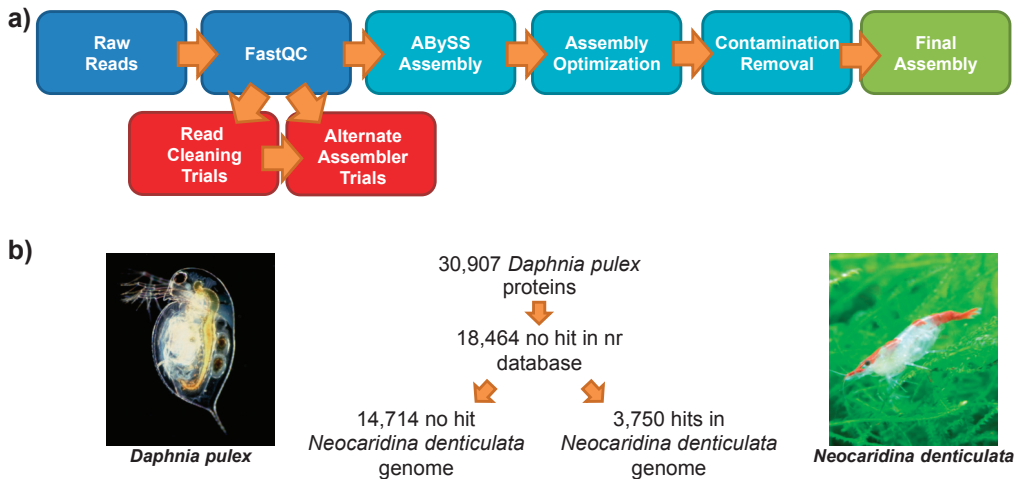 a)
Raw
Reads
FastQC
ABySS
Assembly
Assembly
Optimization
Contamination
Removal
Final
Assembly
Read
Cleaning
Trials
Alternate
Assembler
Trials
b)
30,907 Daphnia pulex
proteins
18,464 no hit in nr
database
14,714 no hit
Neocaridina denticulata
genome
3,750 hits in
Neocaridina denticulata
genome
Daphnia pulex
Neocaridina denticulata